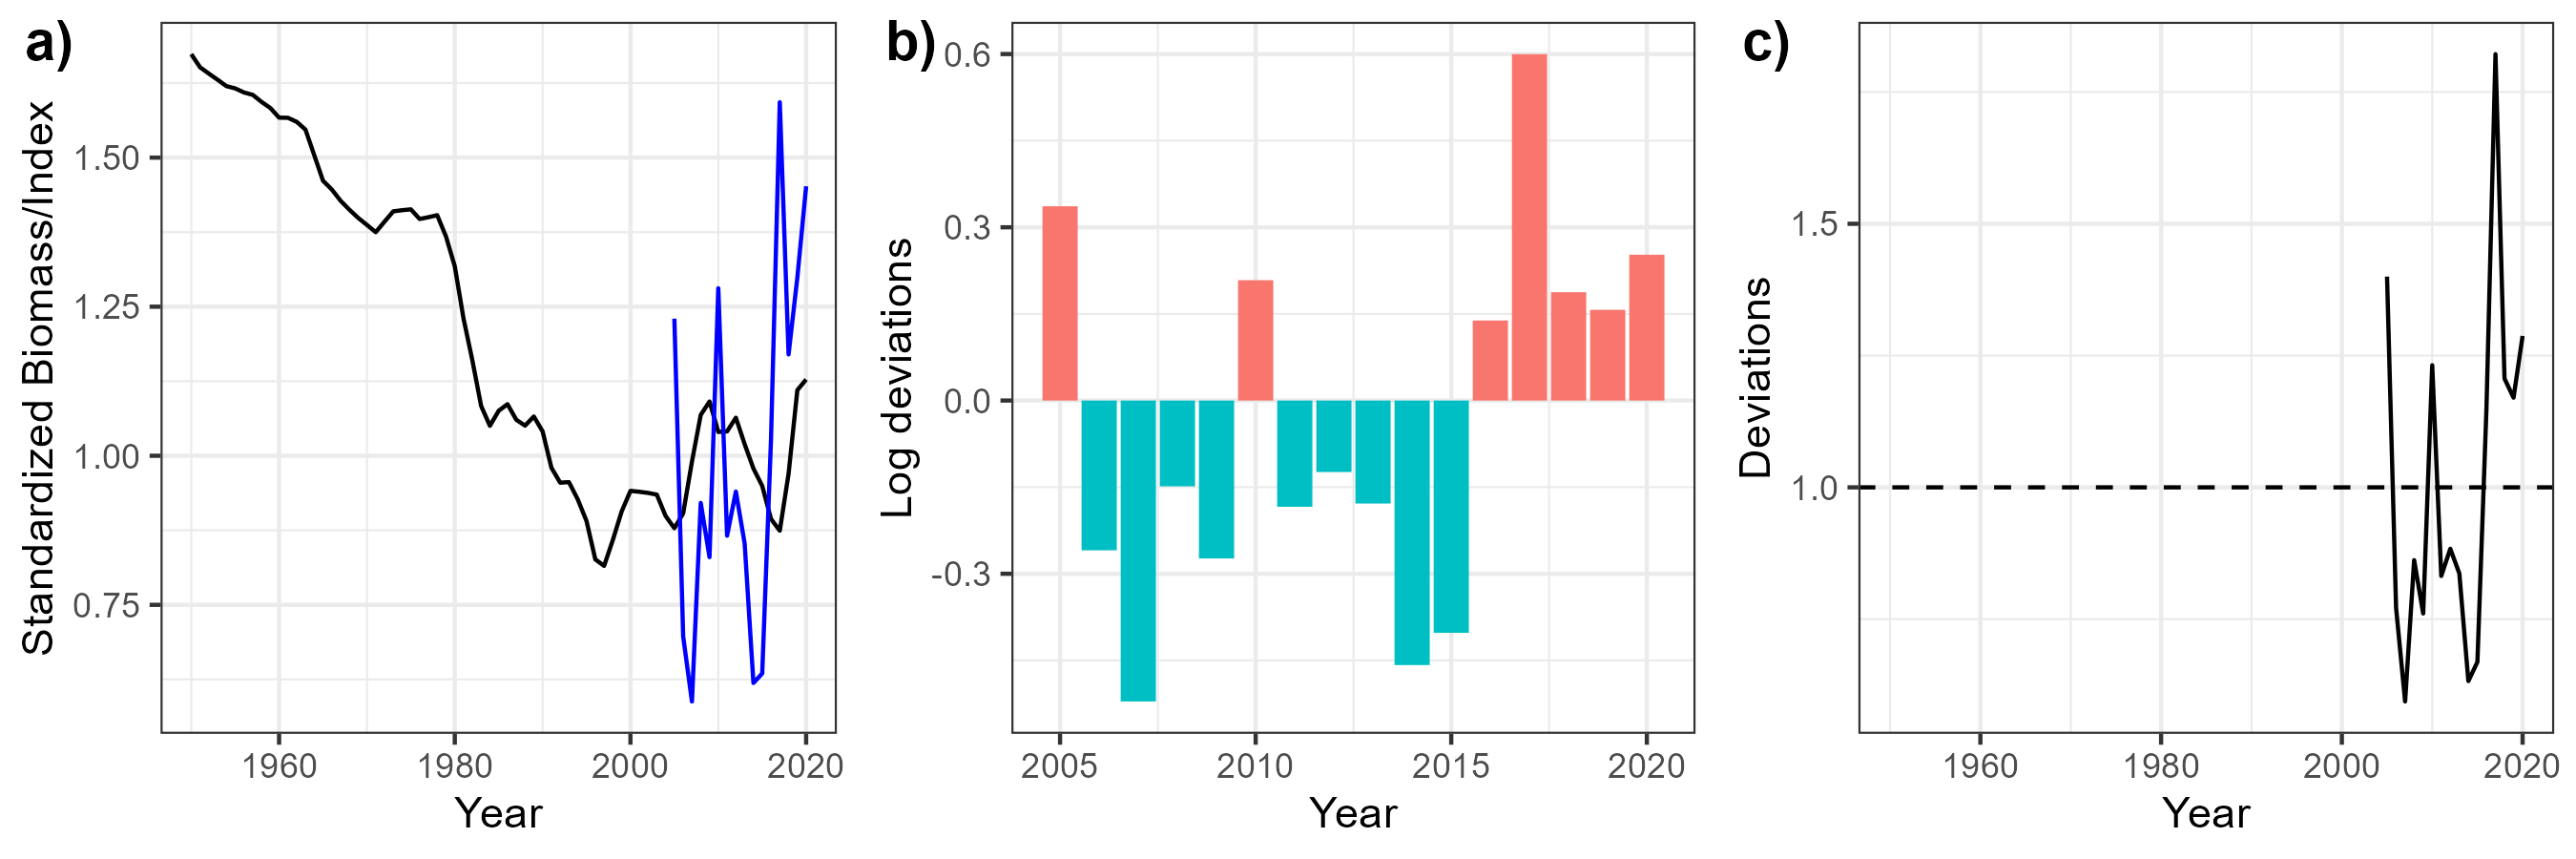 a)
Standardized Biomass/Index
1.50
1.25
1.00
0.75
1960 1980 2000 2020
Year
b)
Log deviations
0.6
0.3
0.0
-0.3
2005 2010 2015 2020
Year
c)
Deviations
1.5
1.0
1960 1980 2000 2020
Year